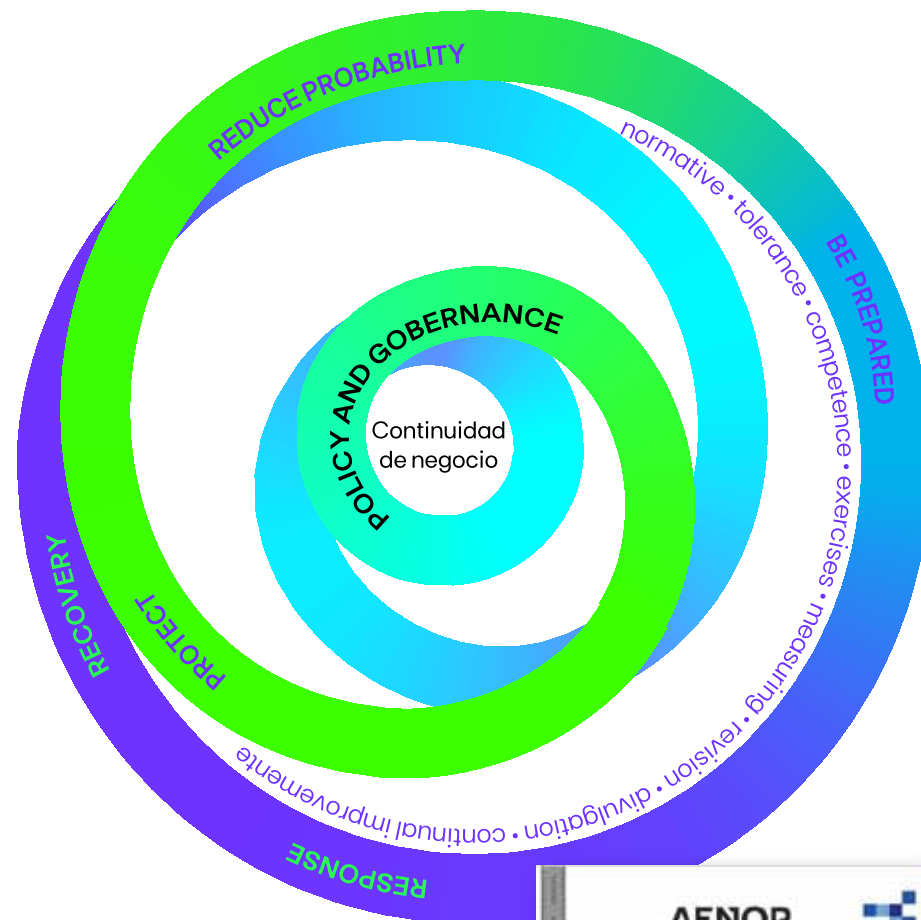 REDUCE PROBABILITY
BE PREPARED
normative • tolerance • competence • exercises • measuring • revision • divulgation • continual improvemente
POLICY AND GOBERNANCE
Continuidad
de negocio
PROTECT
RECOVERY
RESPONSE
AENOR